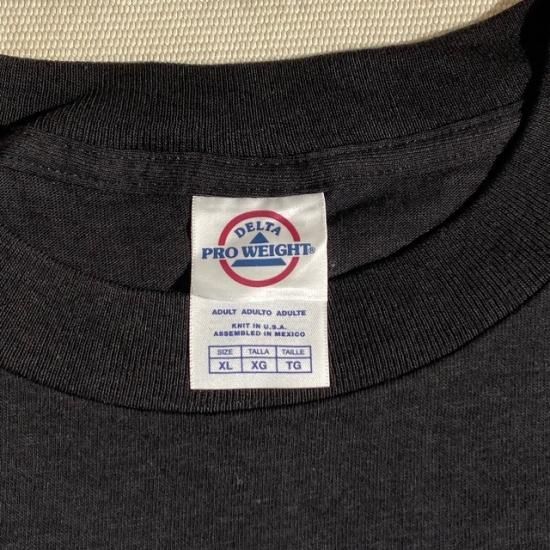 DELTA
PRO WEIGHT®
ADULT ADULTO ADULTE
KNIT IN U.S.A.
ASSEMBLED IN MEXICO
SIZE TALLA TAILLE
XL XG TG